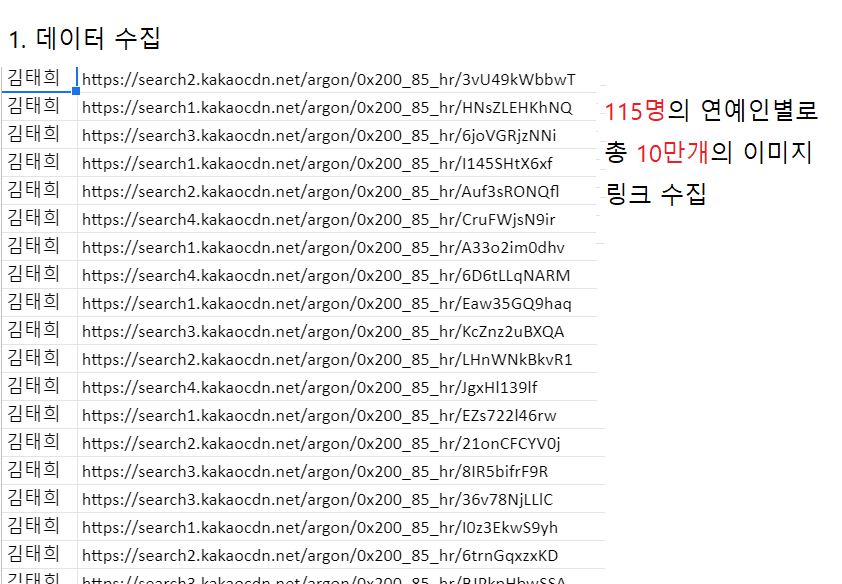 1. 데이터 수집
김태희 https://search2.kakaocdn.net/argon/0x200_85_hr/3vU49kWbbwT
김태희 https://search1.kakaocdn.net/argon/0x200_85_hr/HNsZLEHKhNQ
김태희 https://search3.kakaocdn.net/argon/0x200_85_hr/6joVGRjzNNi
김태희 https://search1.kakaocdn.net/argon/0x200_85_hr/I145SHtX6xf
김태희 https://search2.kakaocdn.net/argon/0x200_85_hr/Auf3sRONQfl
김태희 https://search4.kakaocdn.net/argon/0x200_85_hr/CruFWjsN9ir
김태희 https://search1.kakaocdn.net/argon/0x200_85_hr/A33o2im0dhv
김태희 https://search4.kakaocdn.net/argon/0x200_85_hr/6D6tLLqNARM
김태희 https://search1.kakaocdn.net/argon/0x200_85_hr/Eaw35GQ9haq
김태희 https://search3.kakaocdn.net/argon/0x200_85_hr/KcZnz2uBXQA
김태희 https://search2.kakaocdn.net/argon/0x200_85_hr/LHnWNkBkvR1
김태희 https://search4.kakaocdn.net/argon/0x200_85_hr/JgxHl139lf
김태희 https://search1.kakaocdn.net/argon/0x200_85_hr/EZs722l46rw
김태희 https://search2.kakaocdn.net/argon/0x200_85_hr/21onCFCYV0j
김태희 https://search3.kakaocdn.net/argon/0x200_85_hr/8IR5bifrF9R
김태희 https://search3.kakaocdn.net/argon/0x200_85_hr/36v78NjLLlC
김태희 https://search1.kakaocdn.net/argon/0x200_85_hr/I0z3EkwS9yh
김태희 https://search2.kakaocdn.net/argon/0x200_85_hr/6trnGqxzxKD
김태희
115명의 연예인별로
총 10만개의 이미지
링크 수집